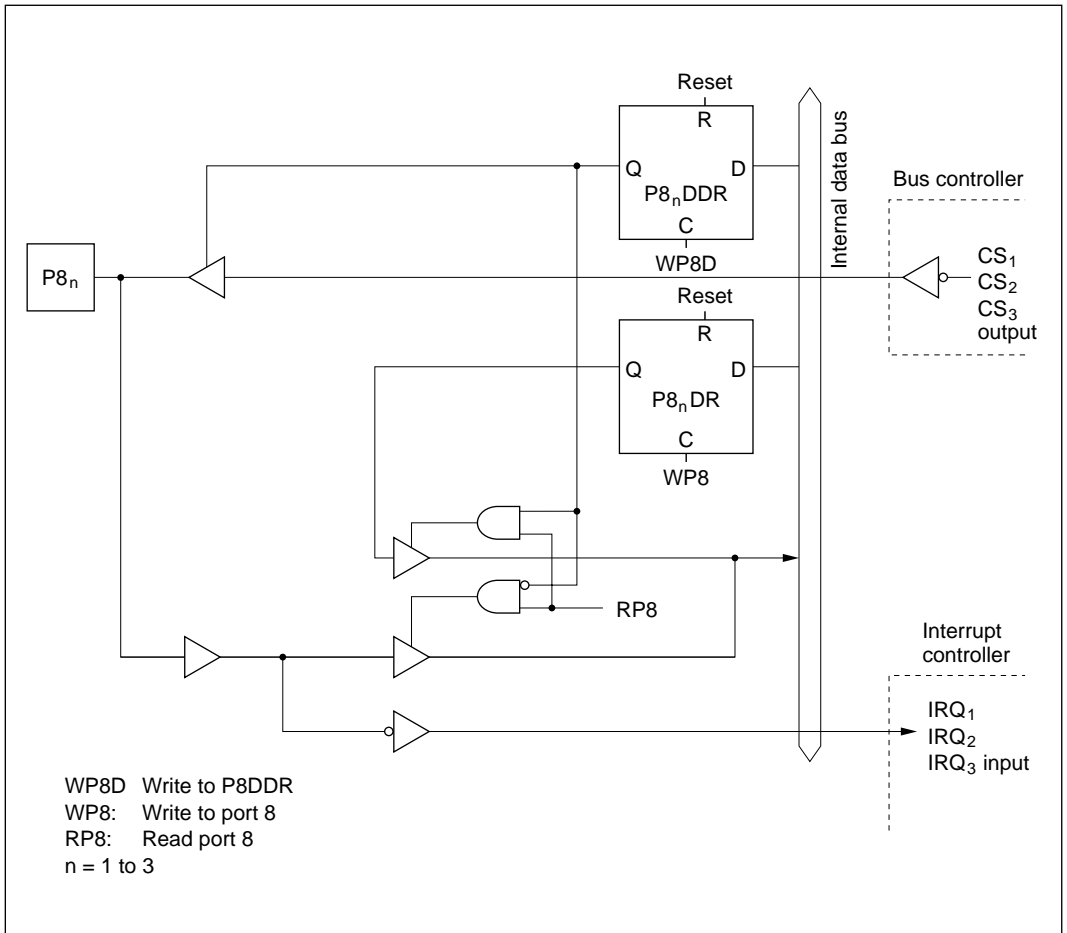 Reset
R
Q
D
P8nDDR
C
WP8D
Internal data bus
Bus controller
CS1
CS2
CS3
output
P8n
Reset
R
Q
D
P8nDR
C
WP8
RP8
Interrupt
controller
IRQ1
IRQ2
IRQ3 input
WP8D Write to P8DDR
WP8: Write to port 8
RP8: Read port 8
n = 1 to 3